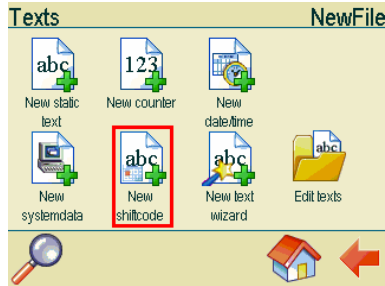 Texts NewFile
abc 123
New static New counter New
text date/time
abc abc abc
New New New text Edit texts
systemdata shiftcode wizard